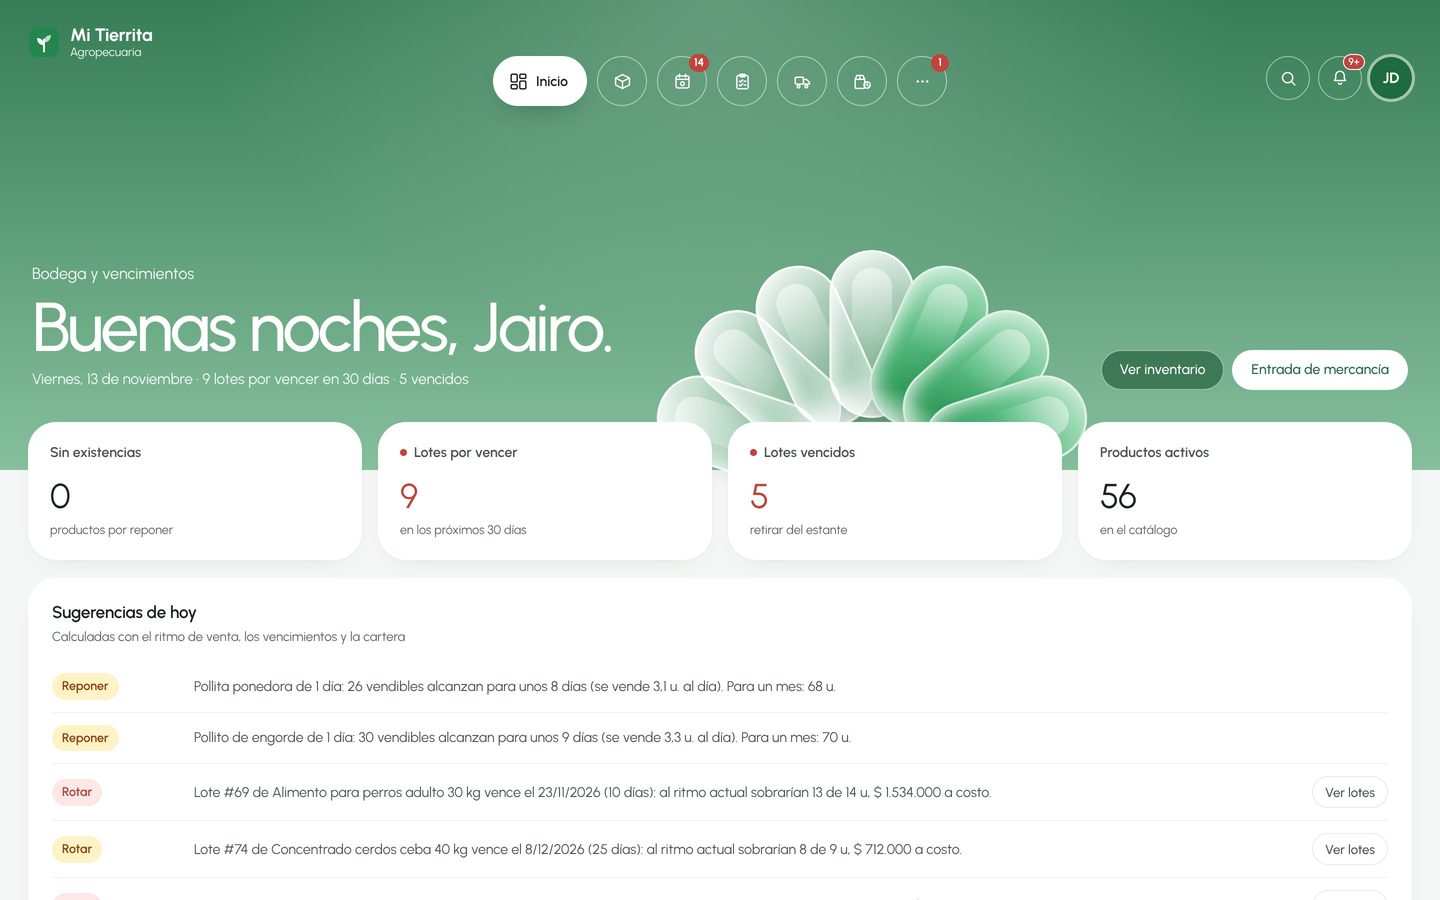 Mi Tierrita
Agropecuaria
Inicio
14
1
9+
JD
Bodega y vencimientos
Buenas noches, Jairo.
Viernes, 13 de noviembre · 9 lotes por vencer en 30 días · 5 vencidos
Ver inventario
Entrada de mercancía
Sin existencias
0
productos por reponer
Lotes por vencer
9
en los próximos 30 días
Lotes vencidos
5
retirar del estante
Productos activos
56
en el catálogo
Sugerencias de hoy
Calculadas con el ritmo de venta, los vencimientos y la cartera
Reponer
Pollita ponedora de 1 día: 26 vendibles alcanzan para unos 8 días (se vende 3,1 u. al día). Para un mes: 68 u.
Reponer
Pollito de engorde de 1 día: 30 vendibles alcanzan para unos 9 días (se vende 3,3 u. al día). Para un mes: 70 u.
Rotar
Lote #69 de Alimento para perros adulto 30 kg vence el 23/11/2026 (10 días): al ritmo actual sobrarían 13 de 14 u, $ 1.534.000 a costo.
Ver lotes
Rotar
Lote #74 de Concentrado cerdos ceba 40 kg vence el 8/12/2026 (25 días): al ritmo actual sobrarían 8 de 9 u, $ 712.000 a costo.
Ver lotes